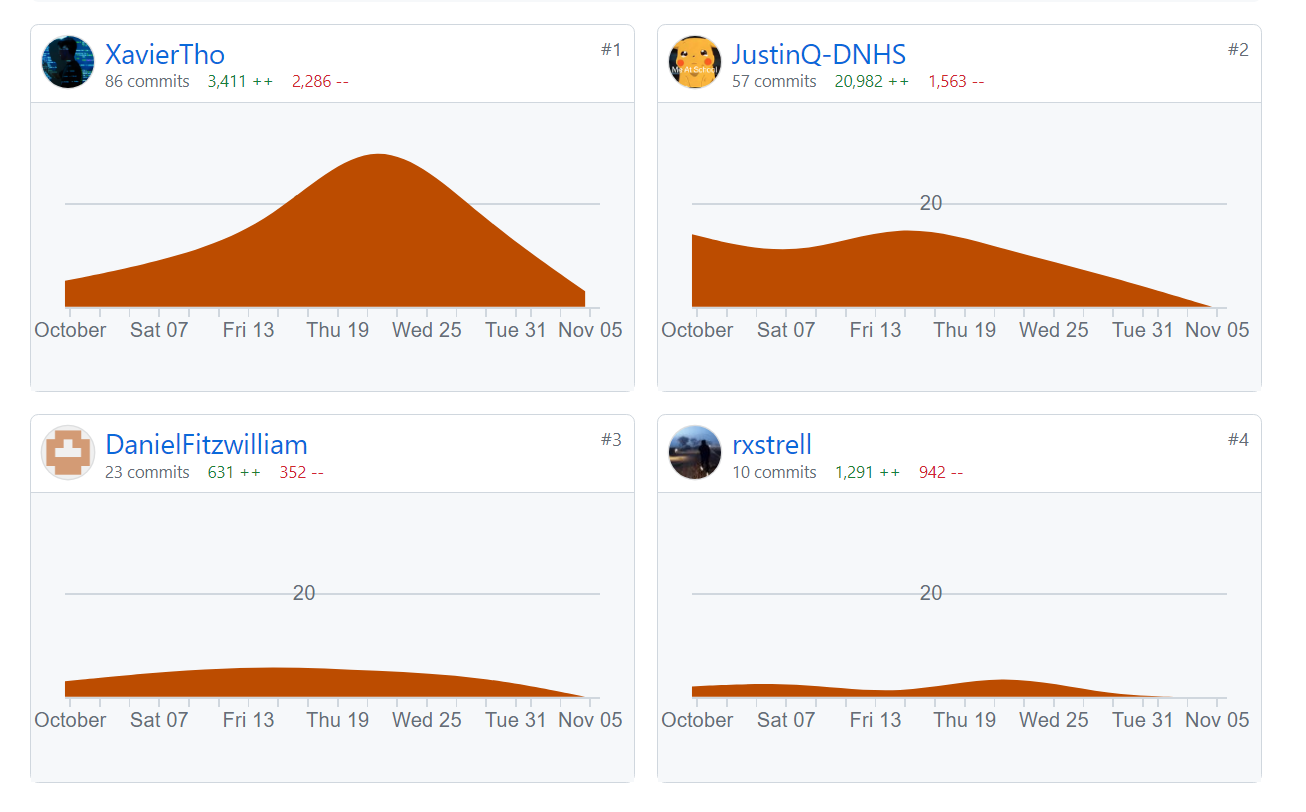 XavierTho
#1
86 commits 3,411 ++ 2,286 --
October Sat 07 Fri 13 Thu 19 Wed 25 Tue 31 Nov 05
JustinQ-DNHS
#2
57 commits 20,982 ++ 1,563 --
20
October Sat 07 Fri 13 Thu 19 Wed 25 Tue 31 Nov 05
DanielFitzwilliam
#3
23 commits 631 ++ 352 --
20
October Sat 07 Fri 13 Thu 19 Wed 25 Tue 31 Nov 05
rxstrell
#4
10 commits 1,291 ++ 942 --
20
October Sat 07 Fri 13 Thu 19 Wed 25 Tue 31 Nov 05